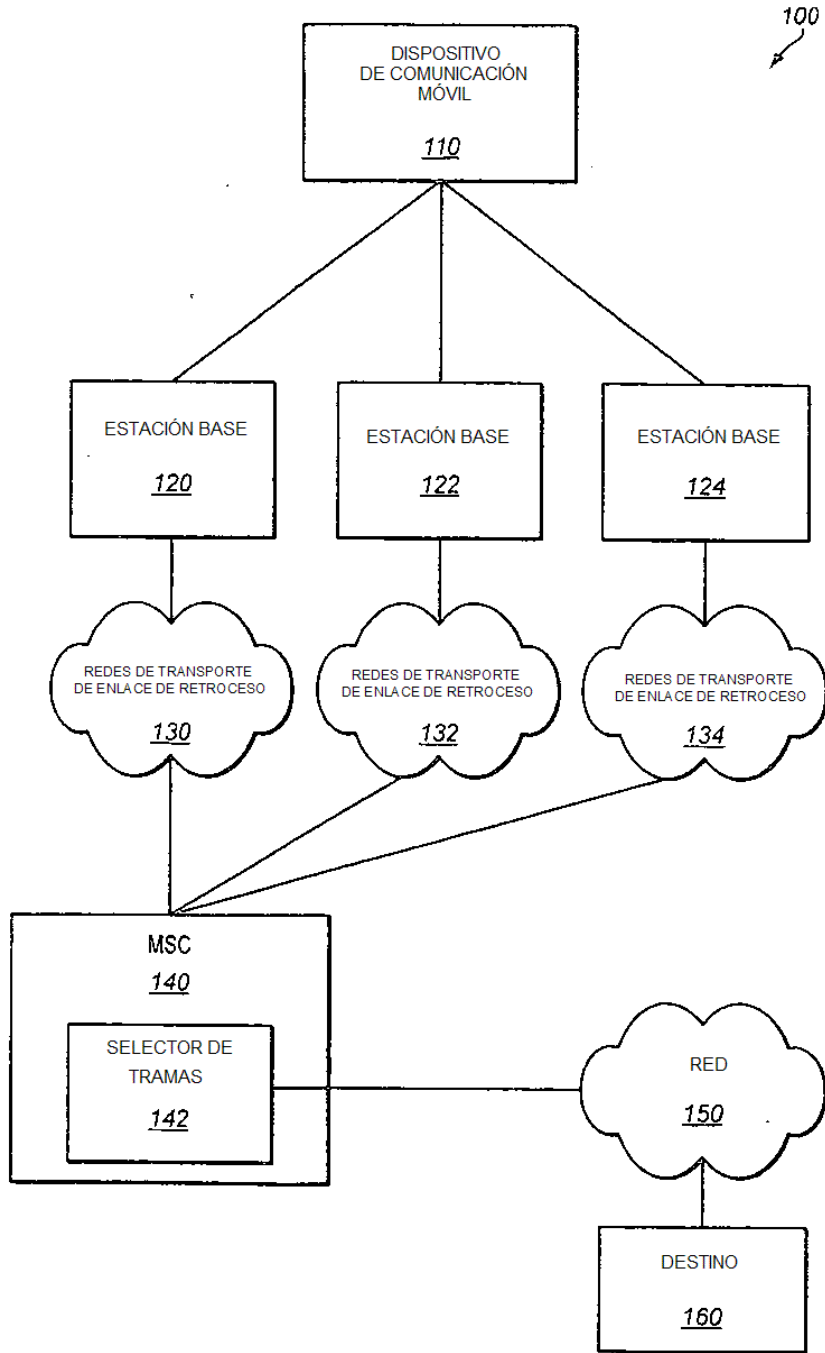 100
DISPOSITIVO
DE COMUNICACIÓN
MÓVIL
110
ESTACIÓN BASE
120
ESTACIÓN BASE
122
ESTACIÓN BASE
124
REDES DE TRANSPORTE
DE ENLACE DE RETROCESO
130
REDES DE TRANSPORTE
DE ENLACE DE RETROCESO
132
REDES DE TRANSPORTE
DE ENLACE DE RETROCESO
134
MSC
140
SELECTOR DE
TRAMAS
142
RED
150
DESTINO
160